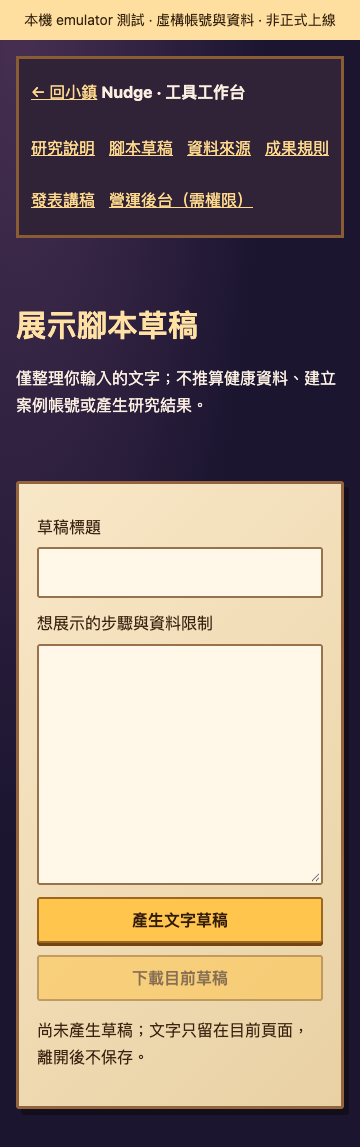 本機 emulator 測試 · 虛構帳號與資料 · 非正式上線
← 回小鎮 Nudge · 工具工作台
研究說明 腳本草稿 資料來源 成果規則
發表講稿 營運後台（需權限）
展示腳本草稿
僅整理你輸入的文字；不推算健康資料、建立
案例帳號或產生研究結果。
草稿標題
想展示的步驟與資料限制
產生文字草稿
下載目前草稿
尚未產生草稿；文字只留在目前頁面，
離開後不保存。